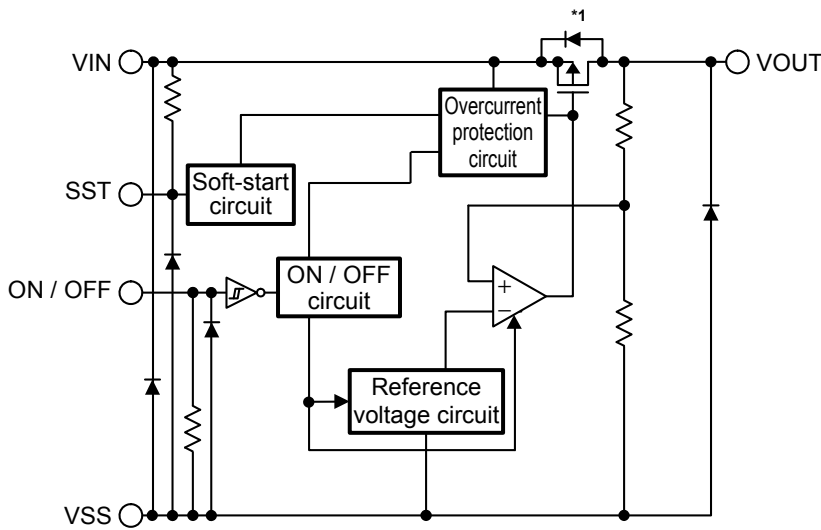 *1
VIN
VOUT
Overcurrent
protection
circuit
SST
Soft-start
circuit
ON / OFF
ON / OFF
circuit
+
−
Reference
voltage circuit
VSS